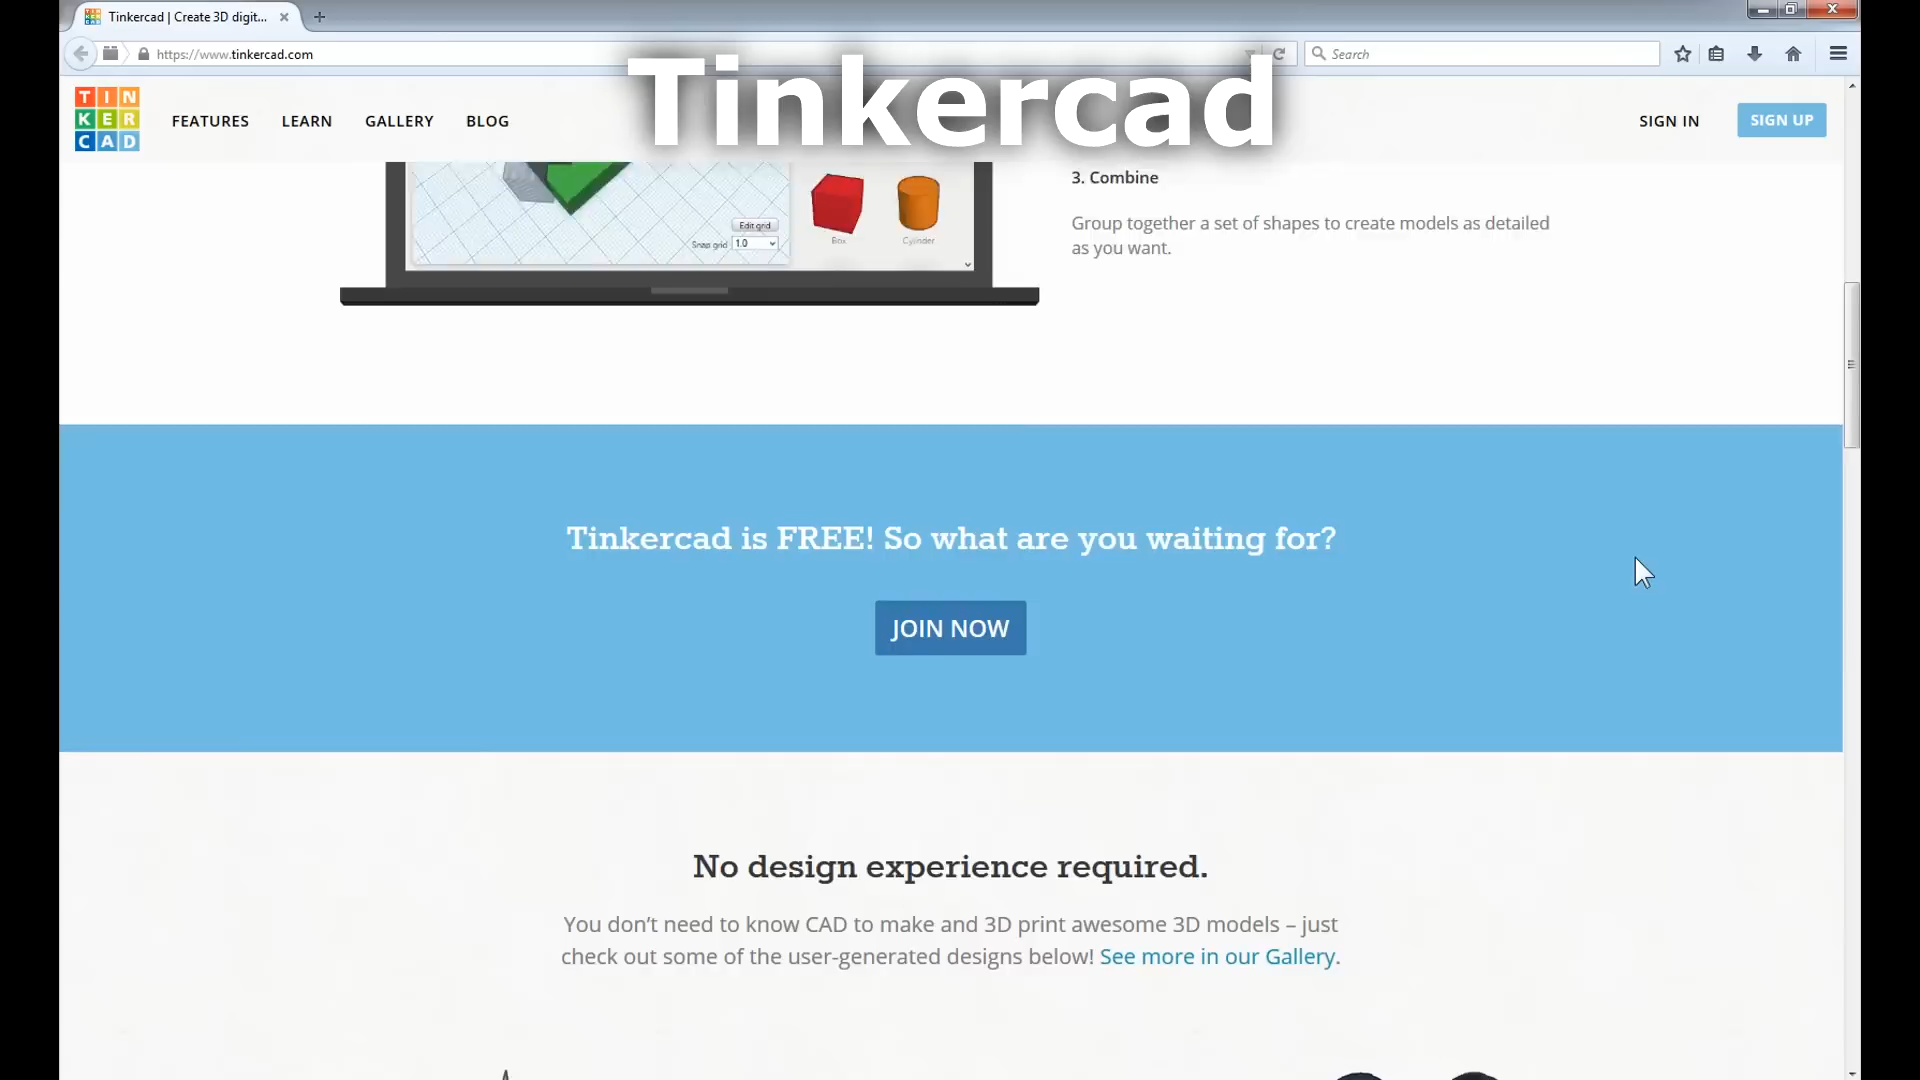 Tinkercad | Create 3D digit...
https://www.tinkercad.com
Search
Tinkercad
TIN
KER
CAD
FEATURES
LEARN
GALLERY
BLOG
SIGN IN
SIGN UP
3. Combine
Group together a set of shapes to create models as detailed
as you want.
Edit grid
Snap grid 1.0
Box
Cylinder
Tinkercad is FREE! So what are you waiting for?
JOIN NOW
No design experience required.
You don’t need to know CAD to make and 3D print awesome 3D models – just
check out some of the user-generated designs below! See more in our Gallery.